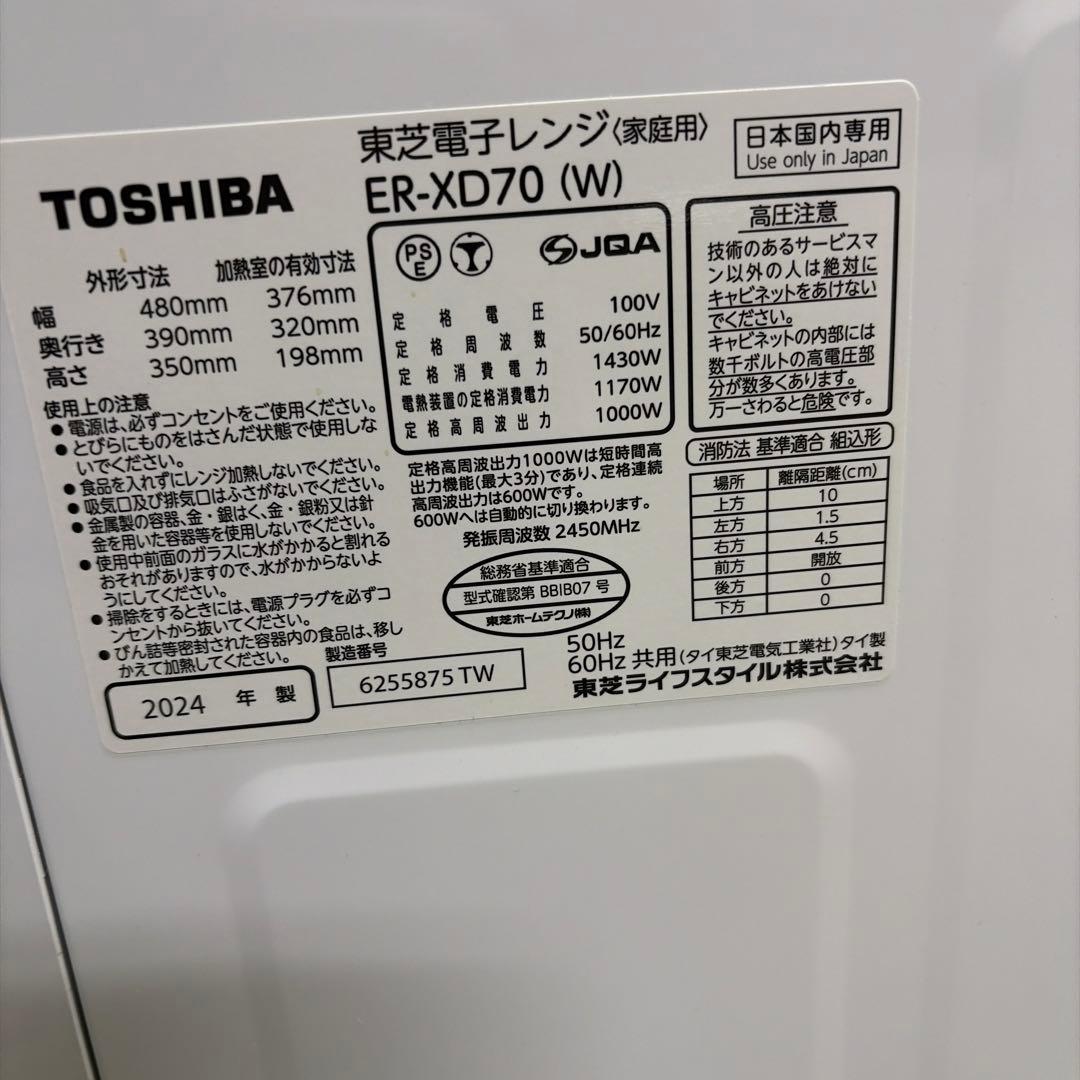 東芝電子レンジ〈家庭用〉
日本国内専用
Use only in Japan
TOSHIBA
ER-XD70 (W)
外形寸法 加熱室の有効寸法
幅 480mm 376mm
奥行き 390mm 320mm
高さ 350mm 198mm
PS
E
JQA
定格電圧 100V
定格周波数 50/60Hz
定格消費電力 1430W
電熱装置の定格消費電力 1170W
定格高周波出力 1000W
高圧注意
技術のあるサービスマ
ン以外の人は絶対に
キャビネットをあけない
でください。
キャビネットの内部には
数千ボルトの高電圧部
分が数多くあります。
万一さわると危険です。
使用上の注意
●電源は、必ずコンセントをご使用ください。
●とびらにものをはさんだ状態で使用しな
いでください。
●食品を入れずにレンジ加熱しないでください。
●吸気口及び排気口はふさがないでください。
●金属製の容器、金・銀はく、金・銀粉又は針
金を用いた容器等を使用しないでください。
●使用中前面のガラスに水がかかると割れる
おそれがありますので、水がかからないよ
うにしてください。
●掃除をするときには、電源プラグを必ずコ
ンセントから抜いてください。
●びん詰等密封された容器内の食品は、移し
かえて加熱してください。
定格高周波出力1000Wは短時間高
出力機能(最大3分)であり、定格連続
高周波出力は600Wです。
600Wへは自動的に切り換わります。
発振周波数 2450MHz
総務省基準適合
型式確認第 BBIB07 号
東芝ホームテクノ(株)
消防法 基準適合 組込形
場所 離隔距離(cm)
上方 10
左方 1.5
右方 4.5
前方 開放
後方 0
下方 0
2024 年 製
製造番号
6255875 TW
50Hz
60Hz 共用 (タイ東芝電気工業社)タイ製
東芝ライフスタイル株式会社